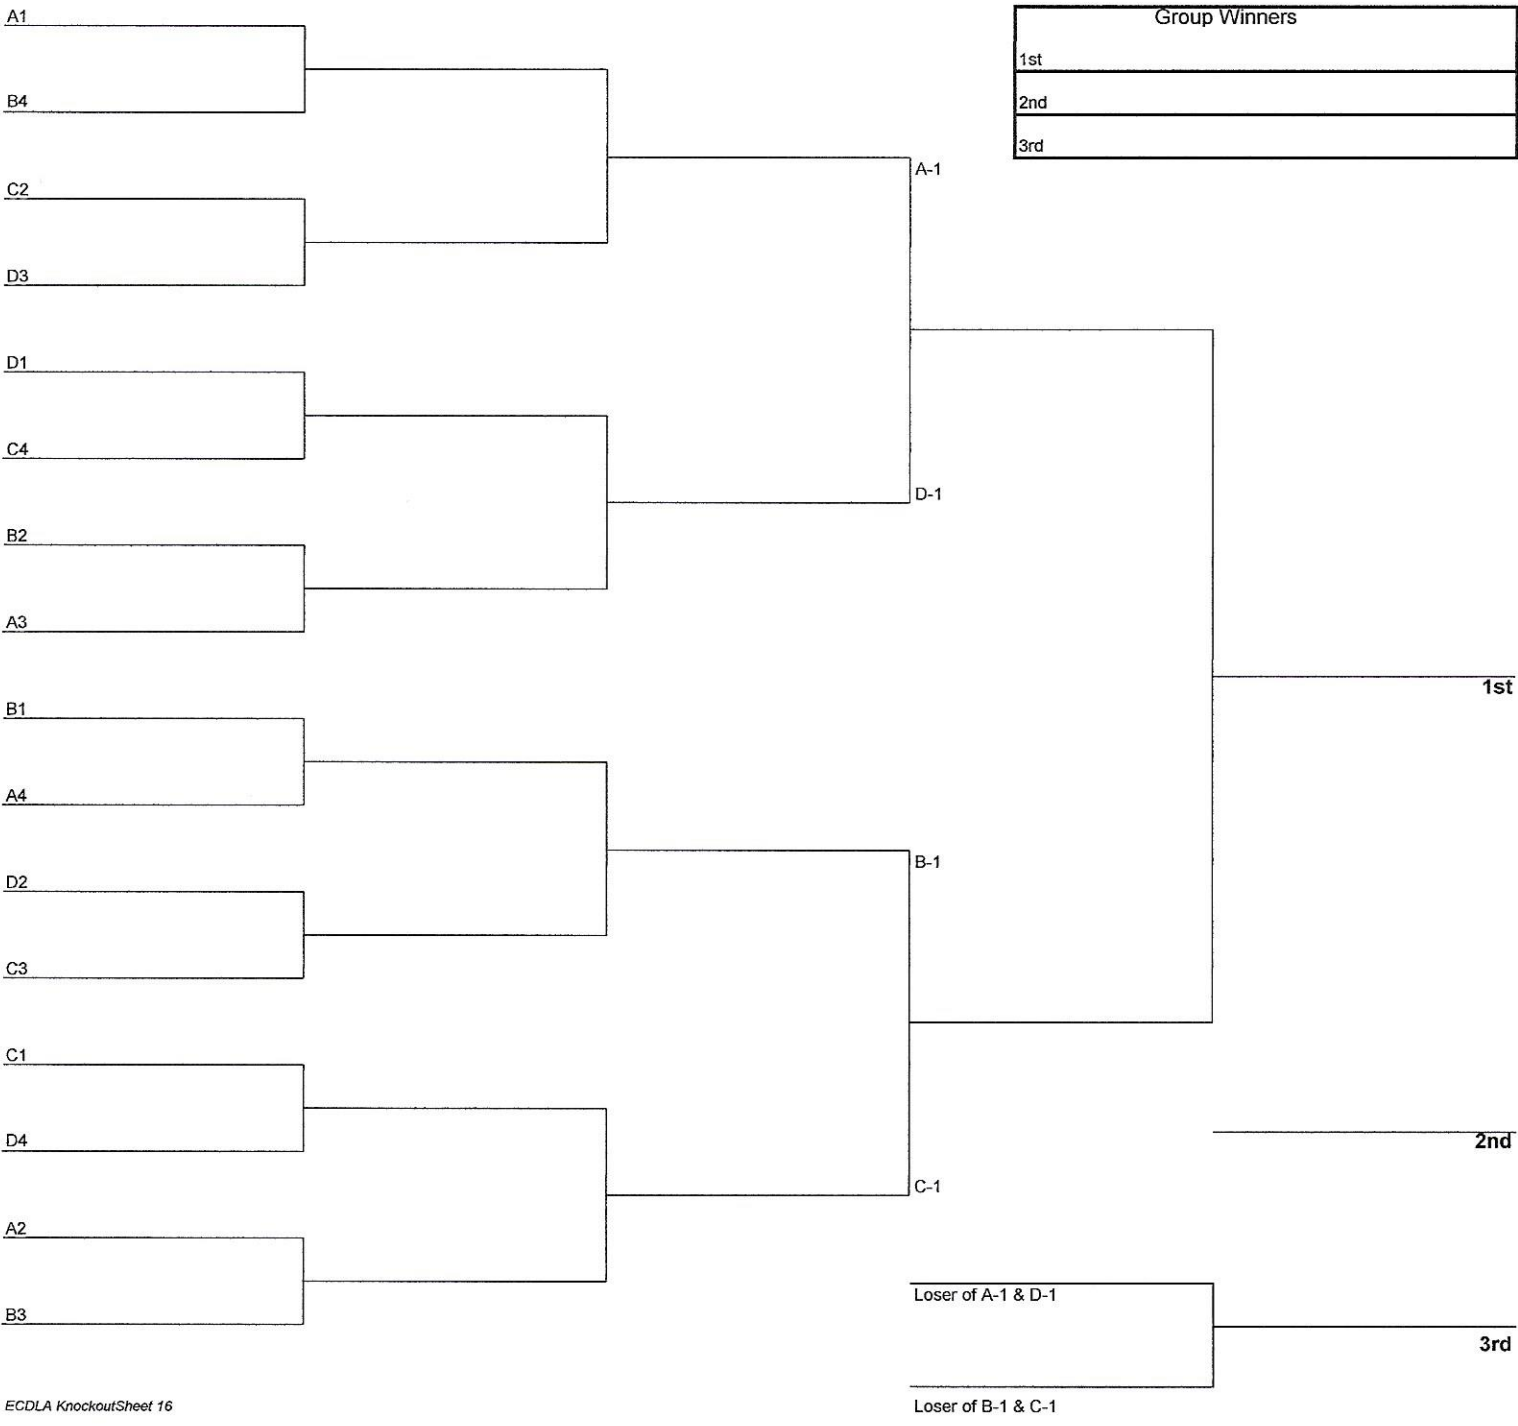 A1
Group Winners
1st
B4
2nd
3rd
A-1
C2
D3
D1
C4
D-1
B2
A3
1st
B1
A4
B-1
D2
C3
C1
D4
2nd
C-1
A2
B3
Loser of A-1 & D-1
3rd
ECDLA KnockoutSheet 16
Loser of B-1 & C-1